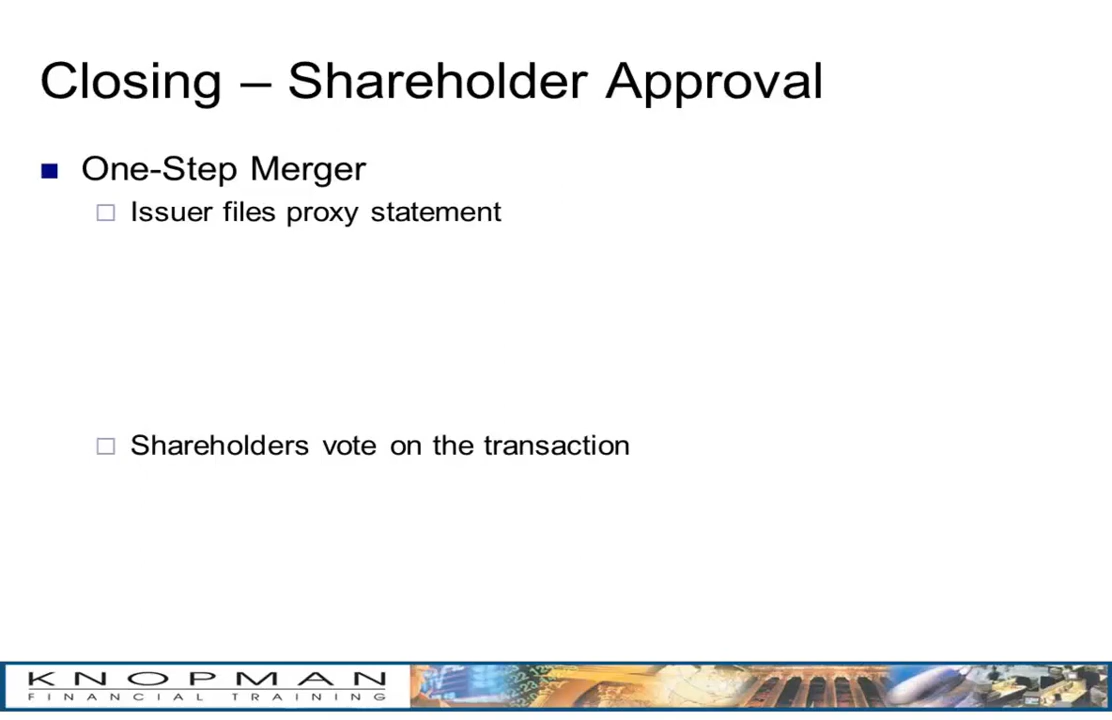 Closing – Shareholder Approval
One-Step Merger
Issuer files proxy statement
Shareholders vote on the transaction
KNOPMAN
FINANCIAL TRAINING